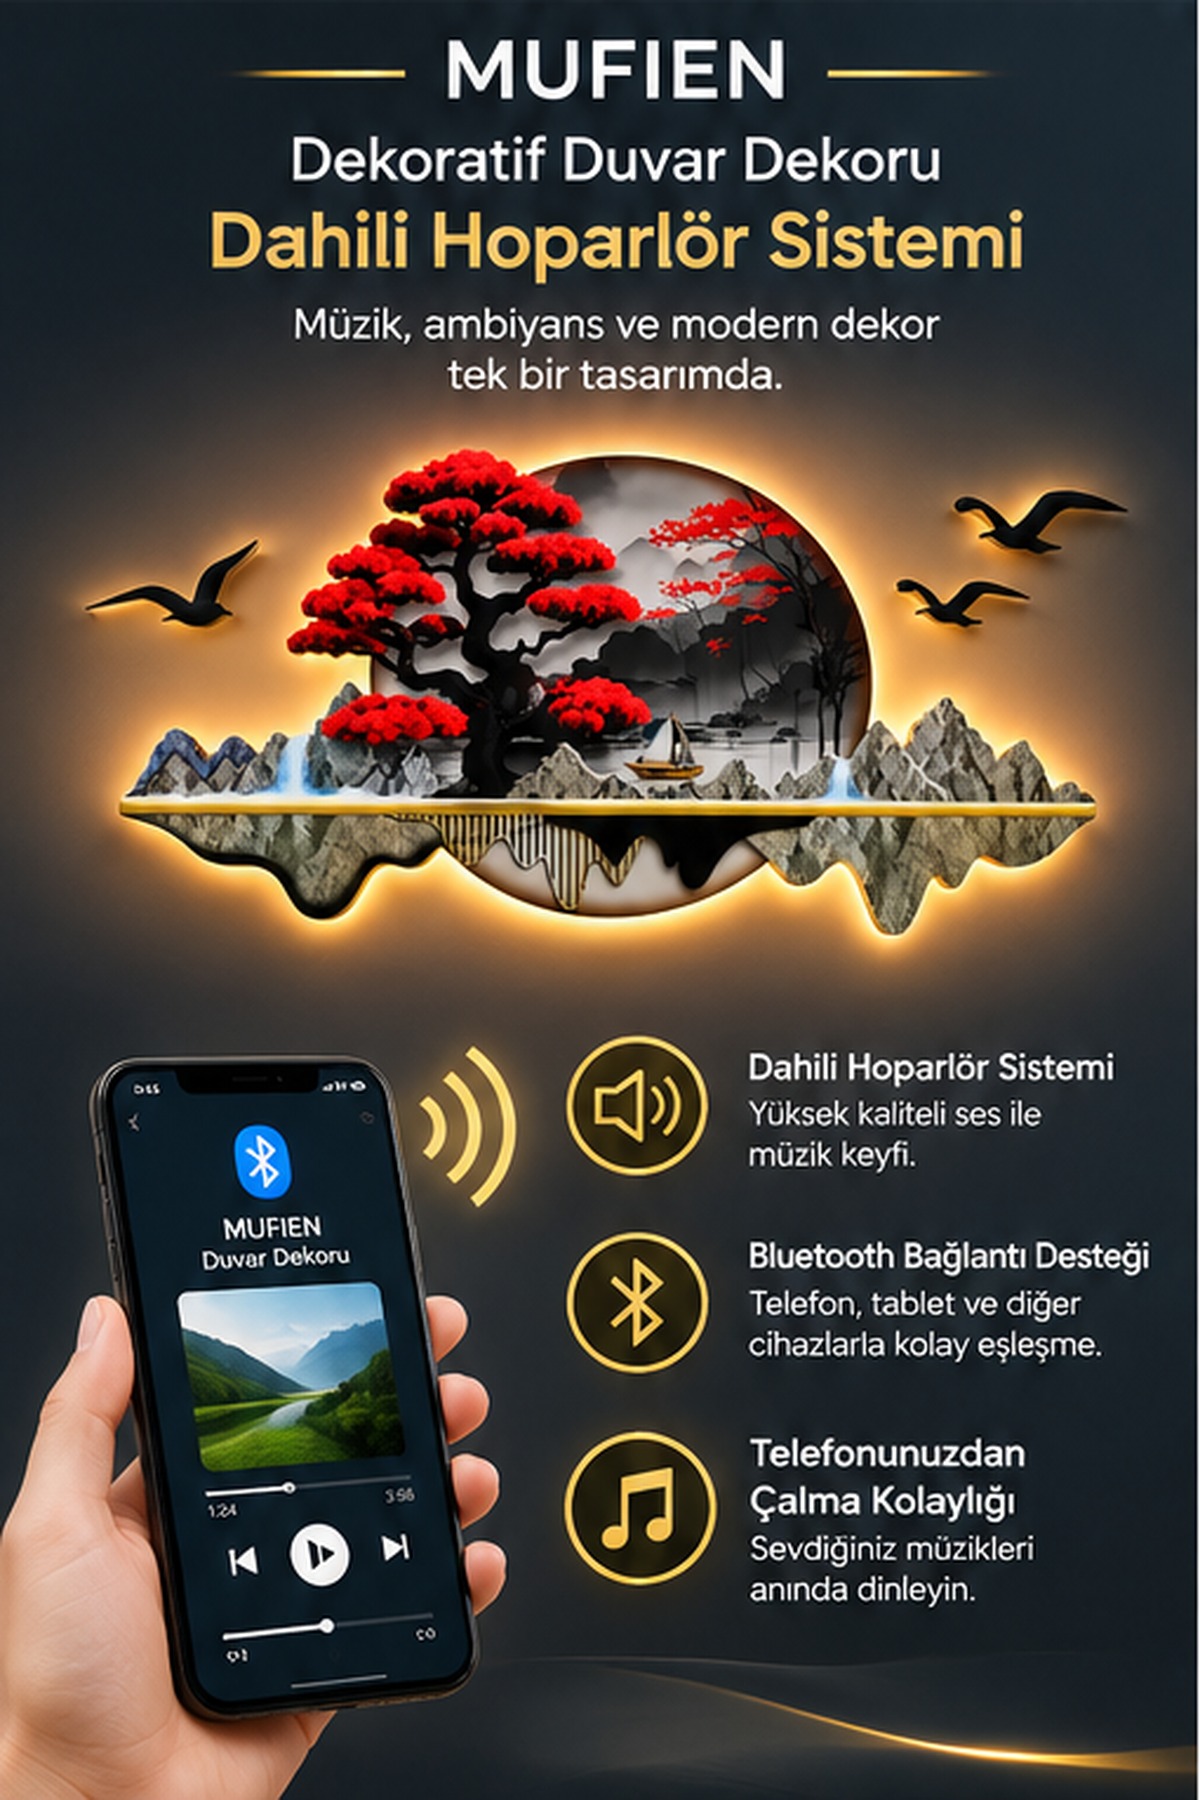 MUFIEN
Dekoratif Duvar Dekoru
Dahili Hoparlör Sistemi
Müzik, ambiyans ve modern dekor
tek bir tasarımda.
MUFIEN
Duvar Dekoru
1:24
Dahili Hoparlör Sistemi
Yüksek kaliteli ses ile
müzik keyfi.
Bluetooth Bağlantı Desteği
Telefon, tablet ve diğer
cihazlarla kolay eşleşme.
Telefonunuzdan
Çalma Kolaylığı
Sevdiğiniz müzikleri
anında dinleyin.